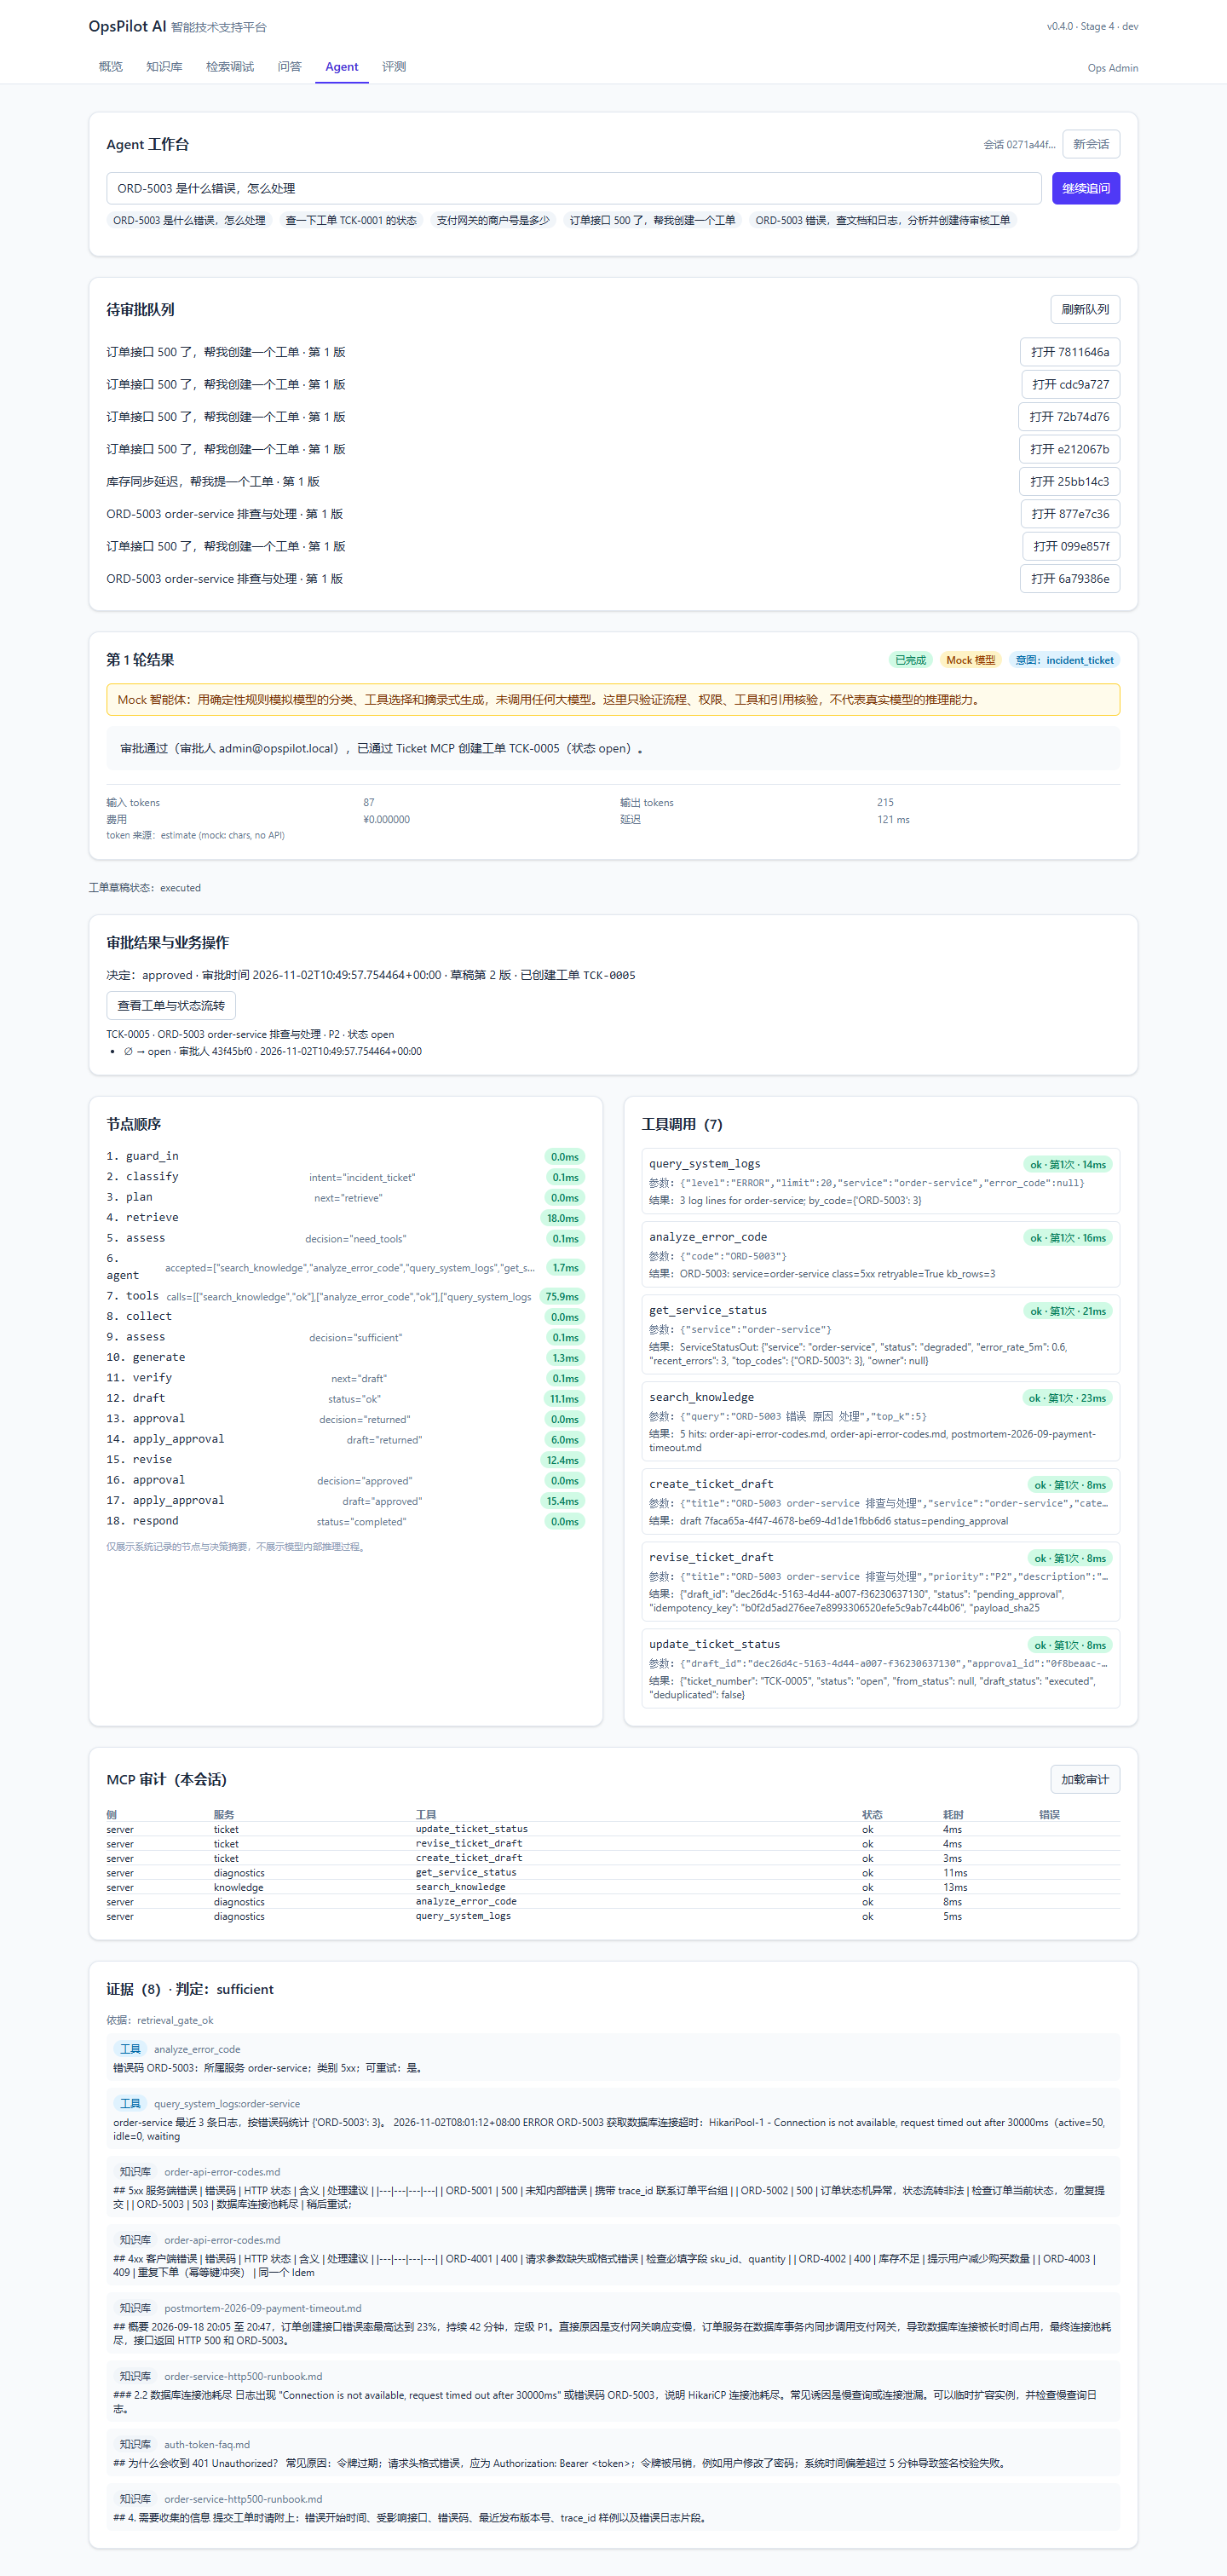 OpsPilot AI 智能技术支持平台
v0.4.0 · Stage 4 · dev
概览 知识库 检索调试 问答 Agent 评测
Ops Admin
Agent 工作台
会话 0271a44f... 新会话
ORD-5003 是什么错误，怎么处理
继续追问
ORD-5003 是什么错误，怎么处理 查一下工单 TCK-0001 的状态 支付网关的商户号是多少 订单接口 500 了，帮我创建一个工单 ORD-5003 错误，查文档和日志，分析并创建待审核工单
待审批队列
刷新队列
订单接口 500 了，帮我创建一个工单 · 第 1 版 打开 7811646a
订单接口 500 了，帮我创建一个工单 · 第 1 版 打开 cdc9a727
订单接口 500 了，帮我创建一个工单 · 第 1 版 打开 72b74d76
订单接口 500 了，帮我创建一个工单 · 第 1 版 打开 e212067b
库存同步延迟，帮我提一个工单 · 第 1 版 打开 25bb14c3
ORD-5003 order-service 排查与处理 · 第 1 版 打开 877e7c36
订单接口 500 了，帮我创建一个工单 · 第 1 版 打开 099e857f
ORD-5003 order-service 排查与处理 · 第 1 版 打开 6a79386e
第 1 轮结果
已完成 Mock 模型 意图：incident_ticket
Mock 智能体：用确定性规则模拟模型的分类、工具选择和摘录式生成，未调用任何大模型。这里只验证流程、权限、工具和引用核验，不代表真实模型的推理能力。
审批通过（审批人 admin@opspilot.local），已通过 Ticket MCP 创建工单 TCK-0005（状态 open）。
输入 tokens 87 输出 tokens 215
费用 ¥0.000000 延迟 121 ms
token 来源：estimate (mock: chars, no API)
工单草稿状态：executed
审批结果与业务操作
决定：approved · 审批时间 2026-11-02T10:49:57.754464+00:00 · 草稿第 2 版 · 已创建工单 TCK-0005
查看工单与状态流转
TCK-0005 · ORD-5003 order-service 排查与处理 · P2 · 状态 open
• ∅ → open · 审批人 43f45bf0 · 2026-11-02T10:49:57.754464+00:00
节点顺序
1. guard_in 0.0ms
2. classify intent="incident_ticket" 0.1ms
3. plan next="retrieve" 0.0ms
4. retrieve 18.0ms
5. assess decision="need_tools" 0.1ms
6. agent accepted=["search_knowledge","analyze_error_code","query_system_logs","get_s... 1.7ms
7. tools calls=[["search_knowledge","ok"],["analyze_error_code","ok"],["query_system_logs 75.9ms
8. collect 0.0ms
9. assess decision="sufficient" 0.1ms
10. generate 1.3ms
11. verify next="draft" 0.1ms
12. draft status="ok" 11.1ms
13. approval decision="returned" 0.0ms
14. apply_approval draft="returned" 6.0ms
15. revise 12.4ms
16. approval decision="approved" 0.0ms
17. apply_approval draft="approved" 15.4ms
18. respond status="completed" 0.0ms
仅展示系统记录的节点与决策摘要，不展示模型内部推理过程。
工具调用（7）
query_system_logs ok · 第1次 · 14ms
参数：{"level":"ERROR","limit":20,"service":"order-service","error_code":null}
结果：3 log lines for order-service; by_code={'ORD-5003': 3}
analyze_error_code ok · 第1次 · 16ms
参数：{"code":"ORD-5003"}
结果：ORD-5003: service=order-service class=5xx retryable=True kb_rows=3
get_service_status ok · 第1次 · 21ms
参数：{"service":"order-service"}
结果：ServiceStatusOut: {"service": "order-service", "status": "degraded", "error_rate_5m": 0.6,
"recent_errors": 3, "top_codes": {"ORD-5003": 3}, "owner": null}
search_knowledge ok · 第1次 · 23ms
参数：{"query":"ORD-5003 错误 原因 处理","top_k":5}
结果：5 hits: order-api-error-codes.md, order-api-error-codes.md, postmortem-2026-09-payment-
timeout.md
create_ticket_draft ok · 第1次 · 8ms
参数：{"title":"ORD-5003 order-service 排查与处理","service":"order-service","cate…
结果：draft 7faca65a-4f47-4678-be69-4d1de1fbb6d6 status=pending_approval
revise_ticket_draft ok · 第1次 · 8ms
参数：{"title":"ORD-5003 order-service 排查与处理","priority":"P2","description":"…
结果：{"draft_id": "dec26d4c-5163-4d44-a007-f36230637130", "status": "pending_approval",
"idempotency_key": "b0f2d5ad276ee7e8993306520efe5c9ab7c44b06", "payload_sha25
update_ticket_status ok · 第1次 · 8ms
参数：{"draft_id":"dec26d4c-5163-4d44-a007-f36230637130","approval_id":"0f8beaac-…
结果：{"ticket_number": "TCK-0005", "status": "open", "from_status": null, "draft_status": "executed",
"deduplicated": false}
MCP 审计（本会话）
加载审计
侧 服务 工具 状态 耗时 错误
server ticket update_ticket_status ok 4ms
server ticket revise_ticket_draft ok 4ms
server ticket create_ticket_draft ok 3ms
server diagnostics get_service_status ok 11ms
server knowledge search_knowledge ok 13ms
server diagnostics analyze_error_code ok 8ms
server diagnostics query_system_logs ok 5ms
证据（8）· 判定：sufficient
依据：retrieval_gate_ok
工具 analyze_error_code
错误码 ORD-5003；所属服务 order-service；类别 5xx；可重试：是。
工具 query_system_logs:order-service
order-service 最近 3 条日志，按错误码统计 {'ORD-5003': 3}。 2026-11-02T08:01:12+08:00 ERROR ORD-5003 获取数据库连接超时：HikariPool-1 - Connection is not available, request timed out after 30000ms（active=50,
idle=0, waiting
知识库 order-api-error-codes.md
## 5xx 服务端错误 | 错误码 | HTTP 状态 | 含义 | 处理建议 | |---|---|---|---| | ORD-5001 | 500 | 未知内部错误 | 携带 trace_id 联系订单平台组 | | ORD-5002 | 500 | 订单状态机异常，状态流转非法 | 检查订单当前状态，勿重复提
交 | | ORD-5003 | 503 | 数据库连接池耗尽 | 稍后重试；
知识库 order-api-error-codes.md
## 4xx 客户端错误 | 错误码 | HTTP 状态 | 含义 | 处理建议 | |---|---|---|---| | ORD-4001 | 400 | 请求参数缺失或格式错误 | 检查必填字段 sku_id、quantity | | ORD-4002 | 400 | 库存不足 | 提示用户减少购买数量 | | ORD-4003 |
409 | 重复下单（幂等键冲突） | 同一个 Idem
知识库 postmortem-2026-09-payment-timeout.md
## 概要 2026-09-18 20:05 至 20:47，订单创建接口错误率最高达到 23%，持续 42 分钟，定级 P1。直接原因是支付网关响应变慢，订单服务在数据库事务内同步调用支付网关，导致数据库连接被长时间占用，最终连接池耗
尽，接口返回 HTTP 500 和 ORD-5003。
知识库 order-service-http500-runbook.md
### 2.2 数据库连接池耗尽 日志出现 "Connection is not available, request timed out after 30000ms" 或错误码 ORD-5003，说明 HikariCP 连接池耗尽。常见诱因是慢查询或连接泄漏。可以临时扩容实例，并检查慢查询日
志。
知识库 auth-token-faq.md
## 为什么会收到 401 Unauthorized？ 常见原因：令牌过期；请求头格式错误，应为 Authorization: Bearer <token>；令牌被吊销，例如用户修改了密码；系统时间偏差超过 5 分钟导致签名校验失败。
知识库 order-service-http500-runbook.md
## 4. 需要收集的信息 提交工单时请附上：错误开始时间、受影响接口、错误码、最近发布版本号、trace_id 样例以及错误日志片段。